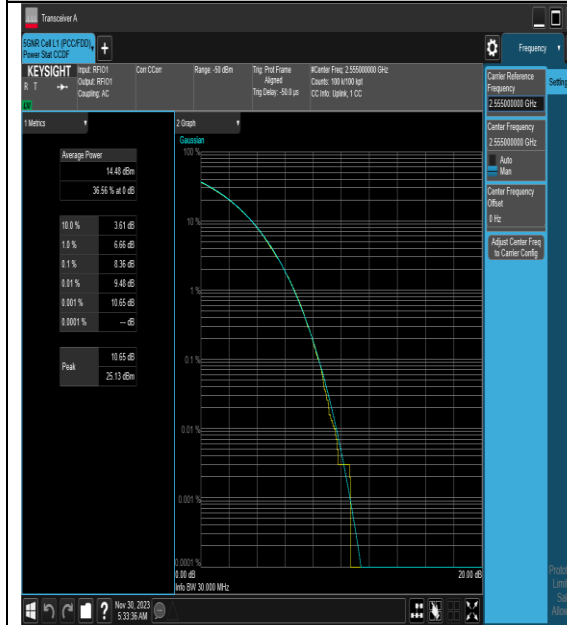 Transceiver A
5GNR Cell L1 (PCC/FDD),
Power Stat CCDF
Frequency
KEYSIGHT
R T
LV
Input: RFIO1
Output: RFIO1
Coupling: AC
Corr CCorr
Range: -50 dBm
Trig: Prot Frame
Aligned
Trig Delay: -50.0 µs
#Center Freq: 2.555000000 GHz
Counts: 100 k/100 kpt
CC Info: Uplink, 1 CC
Carrier Reference
Frequency
2.555000000 GHz
Setting
Center Frequency
2.555000000 GHz
Auto
Man
Center Frequency
Offset
0 Hz
Adjust Center Freq
to Carrier Config
1 Metrics
Average Power
14.48 dBm
36.56 % at 0 dB
10.0 % 3.61 dB
1.0 % 6.66 dB
0.1 % 8.36 dB
0.01 % 9.48 dB
0.001 % 10.65 dB
0.0001 % --- dB
Peak
10.65 dB
25.13 dBm
2 Graph
Gaussian
100 %
10 %
1 %
0.1 %
0.01 %
0.001 %
0.0001 %
0.00 dB
20.00 dB
Info BW 30.000 MHz
Nov 30, 2023
5:33:36 AM